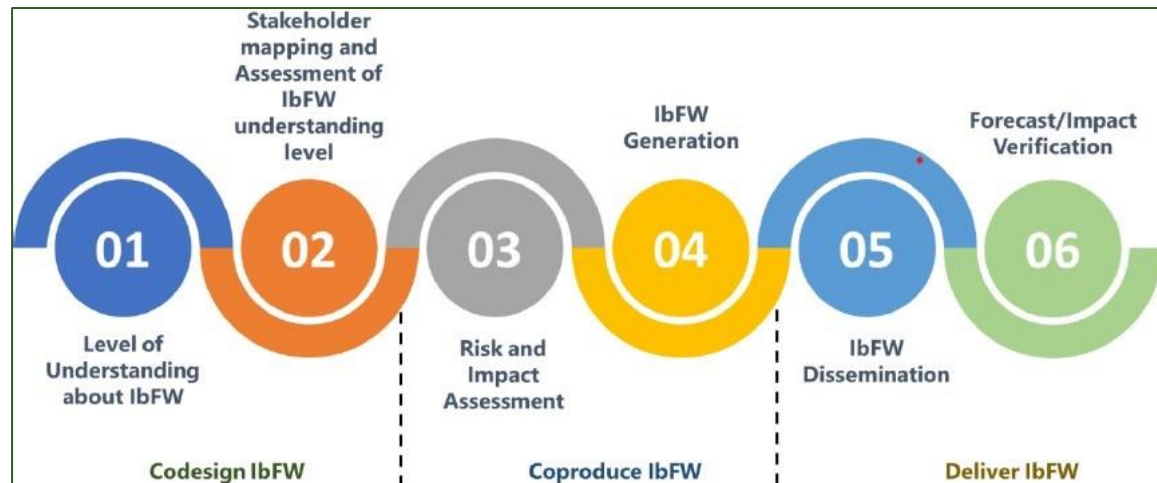 01
Level of
Understanding
about IbFW
Stakeholder
mapping and
Assessment of
IbFW
understanding
level
02
03
Risk and
Impact
Assessment
IbFW
Generation
04
05
IbFW
Dissemination
Forecast/Impact
Verification
06
Codesign IbFW
Coproduce IbFW
Deliver IbFW